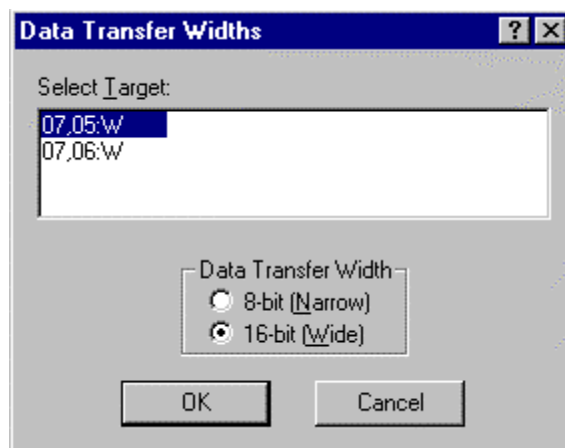 Data Transfer Widths
Select Target:
07,05:W
07,06:W
Data Transfer Width
8-bit (Narrow)
16-bit (Wide)
OK Cancel